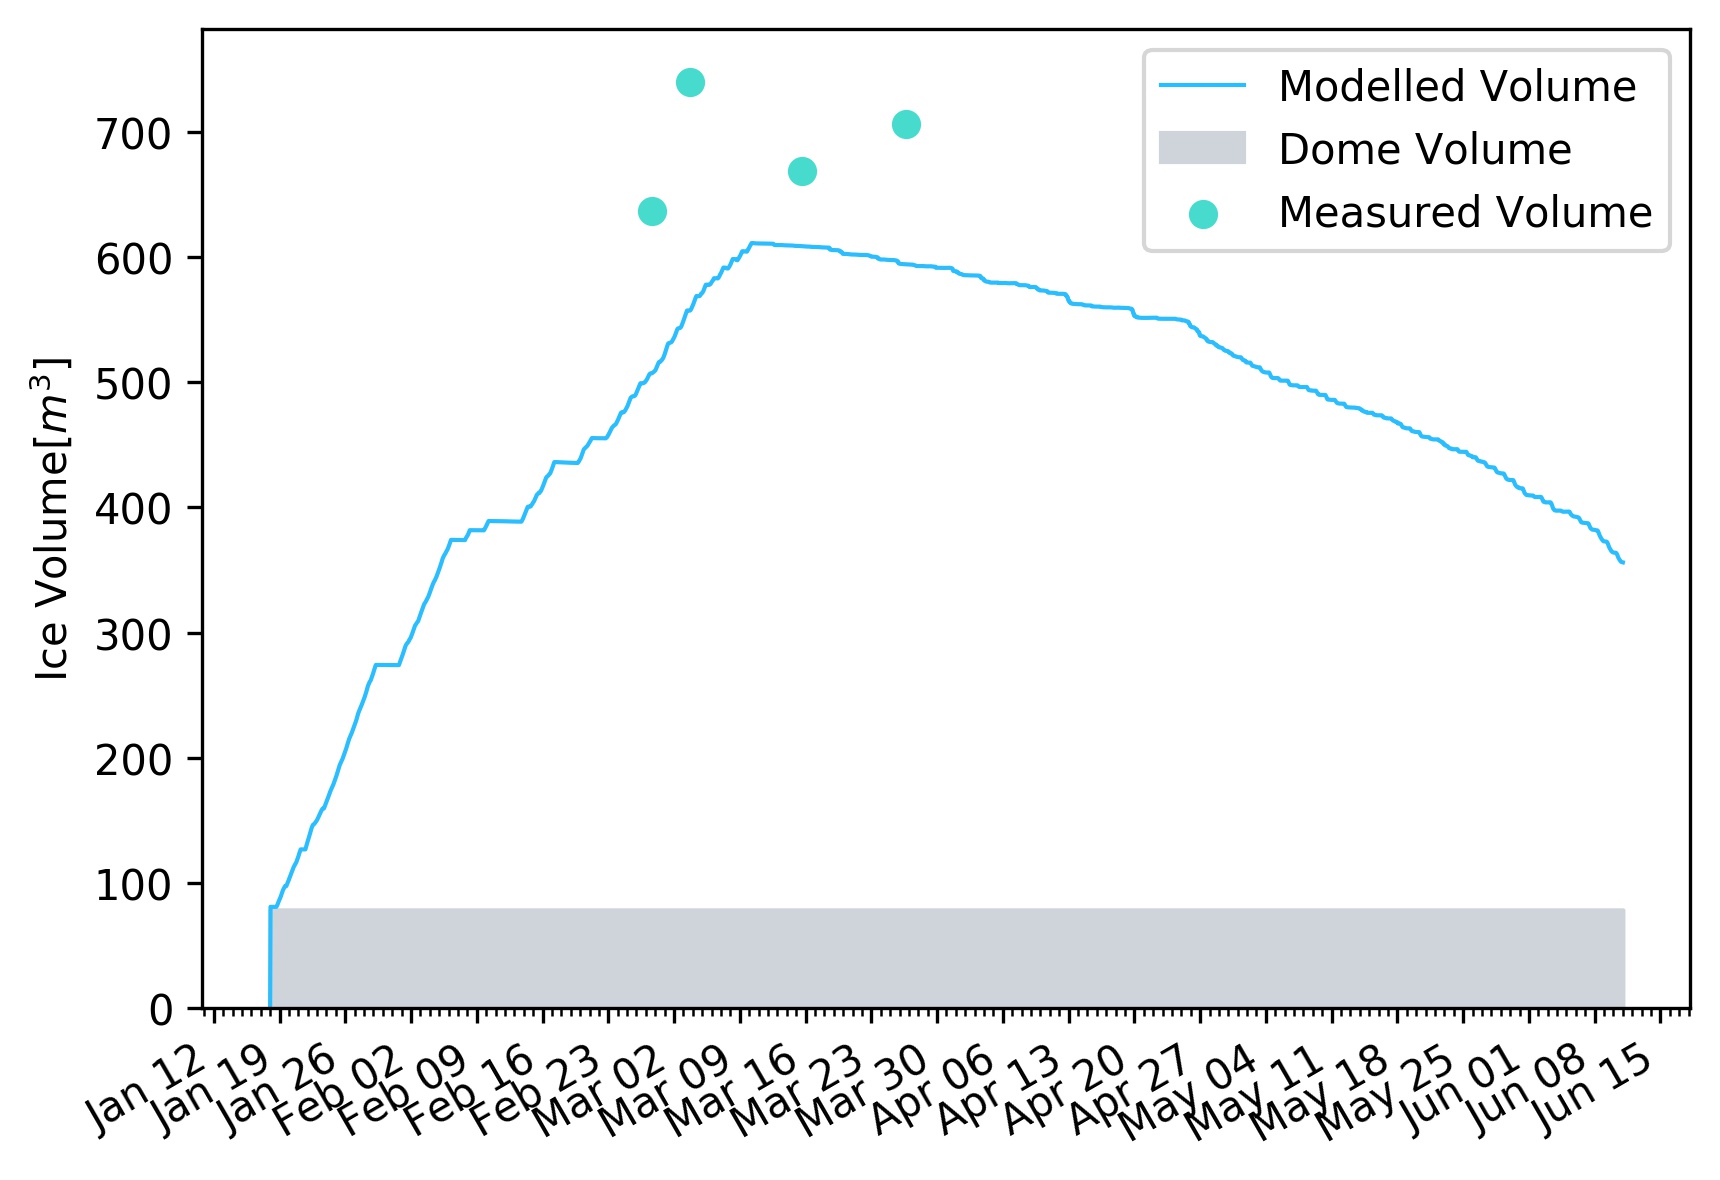 Modelled Volume
Dome Volume
Measured Volume
Ice Volume[m³]
700
600
500
400
300
200
100
0
Jan 12
Jan 19
Jan 26
Feb 02
Feb 09
Feb 16
Feb 23
Mar 02
Mar 09
Mar 16
Mar 23
Mar 30
Apr 06
Apr 13
Apr 20
Apr 27
May 04
May 11
May 18
May 25
Jun 01
Jun 08
Jun 15